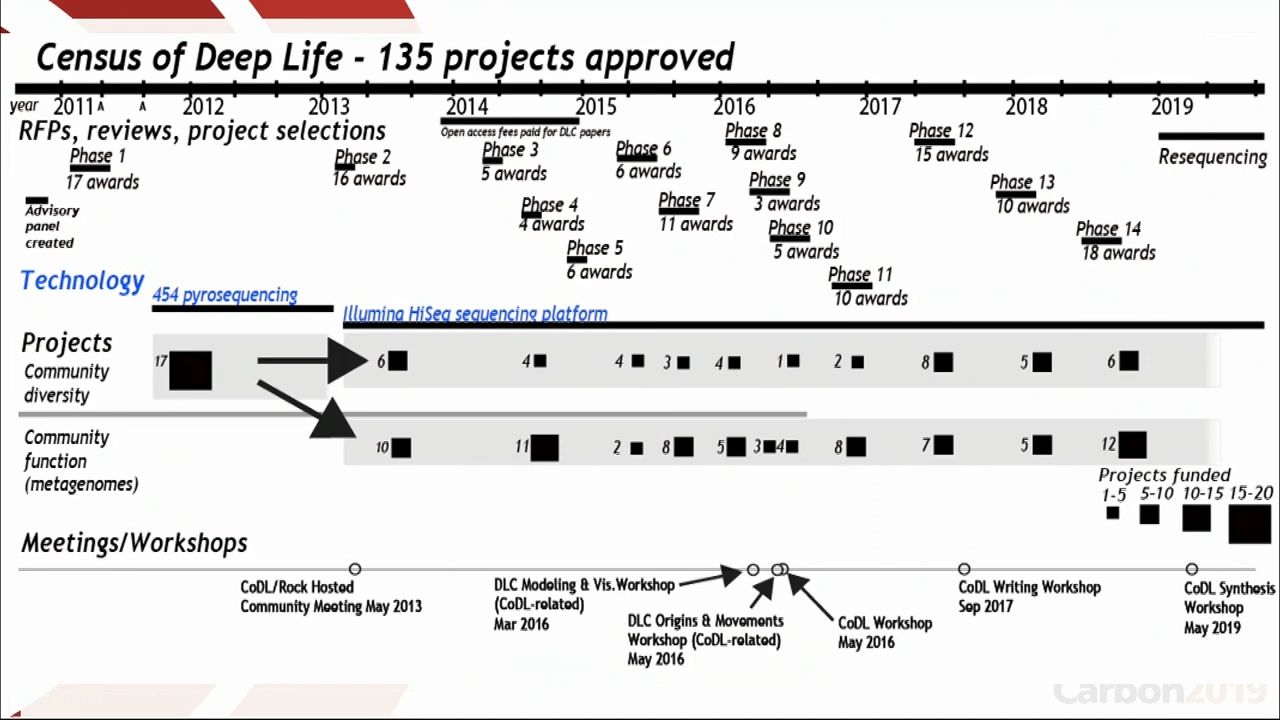 Census of Deep Life - 135 projects approved
year 2011 2012 2013 2014 2015 2016 2017 2018 2019
RFPs, reviews, project selections
Open access fees paid for DLC papers
Phase 1
17 awards
Phase 2
16 awards
Phase 3
5 awards
Phase 4
4 awards
Phase 5
6 awards
Phase 6
6 awards
Phase 7
11 awards
Phase 8
9 awards
Phase 9
3 awards
Phase 10
5 awards
Phase 11
10 awards
Phase 12
15 awards
Phase 13
10 awards
Phase 14
18 awards
Resequencing
Advisory
panel
created
Technology
454 pyrosequencing
Illumina HiSeq sequencing platform
Projects
Community
diversity
17 6 4 4 3 4 1 2 8 5 6
Community
function
(metagenomes)
10 11 2 8 5 3 4 8 7 5 12
Projects funded
1-5 5-10 10-15 15-20
Meetings/Workshops
CoDL/Rock Hosted
Community Meeting May 2013
DLC Modeling & Vis.Workshop
(CoDL-related)
Mar 2016
DLC Origins & Movements
Workshop (CoDL-related)
May 2016
CoDL Workshop
May 2016
CoDL Writing Workshop
Sep 2017
CoDL Synthesis
Workshop
May 2019
Carbon2019